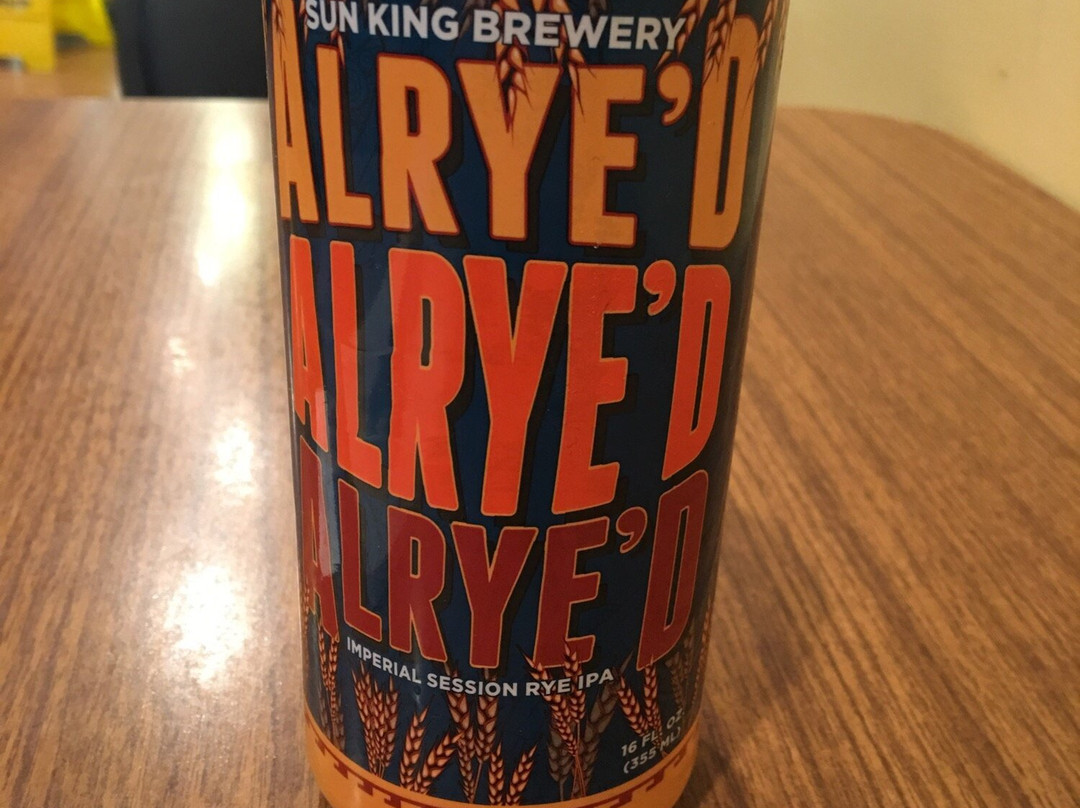 SUN KING BREWERY
ALRYE'D
ALRYE'D
ALRYE'D
IMPERIAL SESSION RYE IPA
16 FL. OZ
(355 ML)